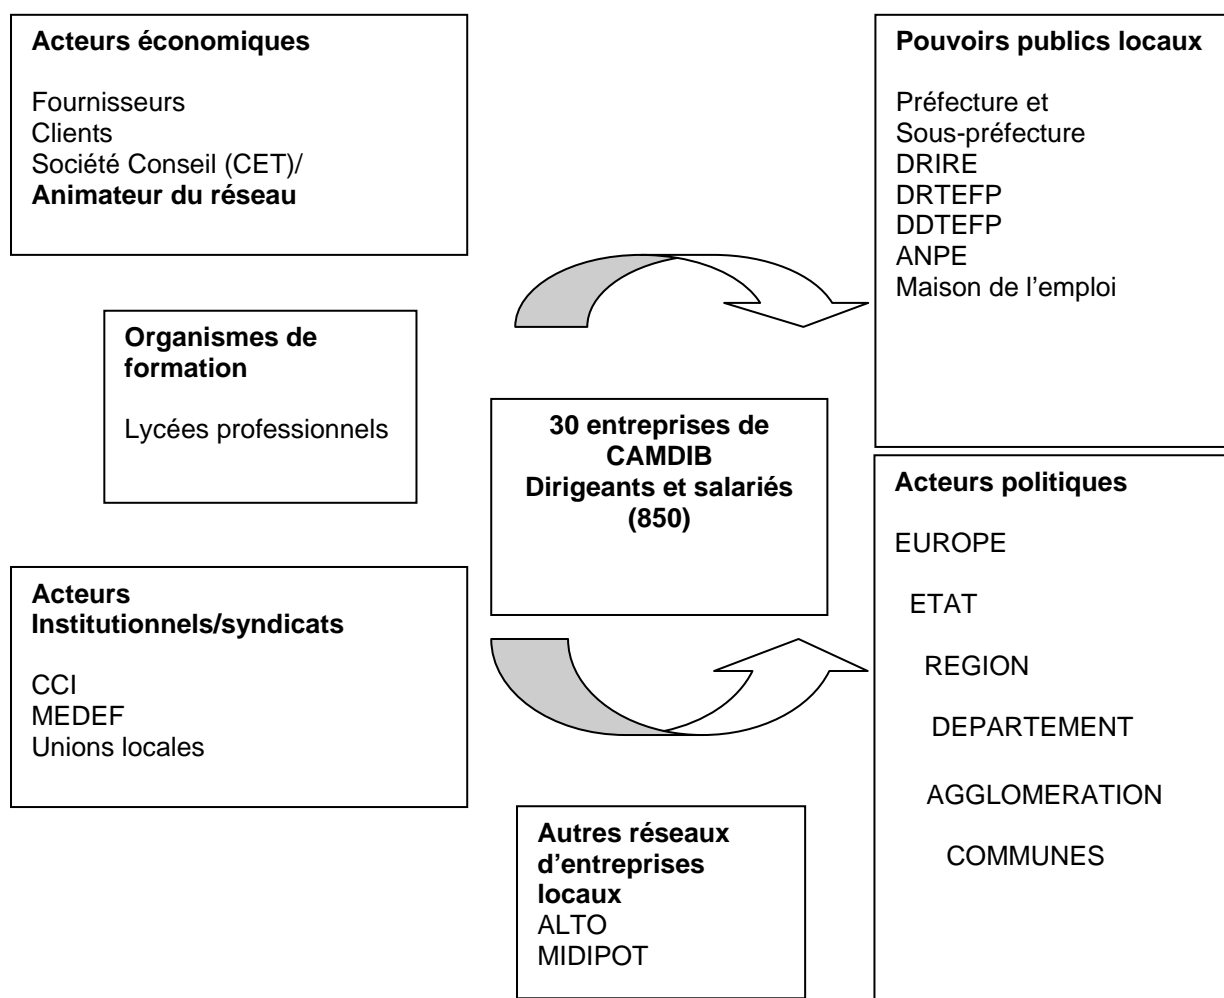 Acteurs économiques
Fournisseurs
Clients
Société Conseil (CET)/
Animateur du réseau
Pouvoirs publics locaux
Préfecture et
Sous-préfecture
DRIRE
DRTEFP
DDTEFP
ANPE
Maison de l'emploi
Organismes de
formation
Lycées professionnels
30 entreprises de
CAMDIB
Dirigeants et salariés
(850)
Acteurs politiques
EUROPE
ETAT
REGION
DEPARTEMENT
AGGLOMERATION
COMMUNES
Acteurs
Institutionnels/syndicats
CCI
MEDEF
Unions locales
Autres réseaux
d'entreprises
locaux
ALTO
MIDIPOT